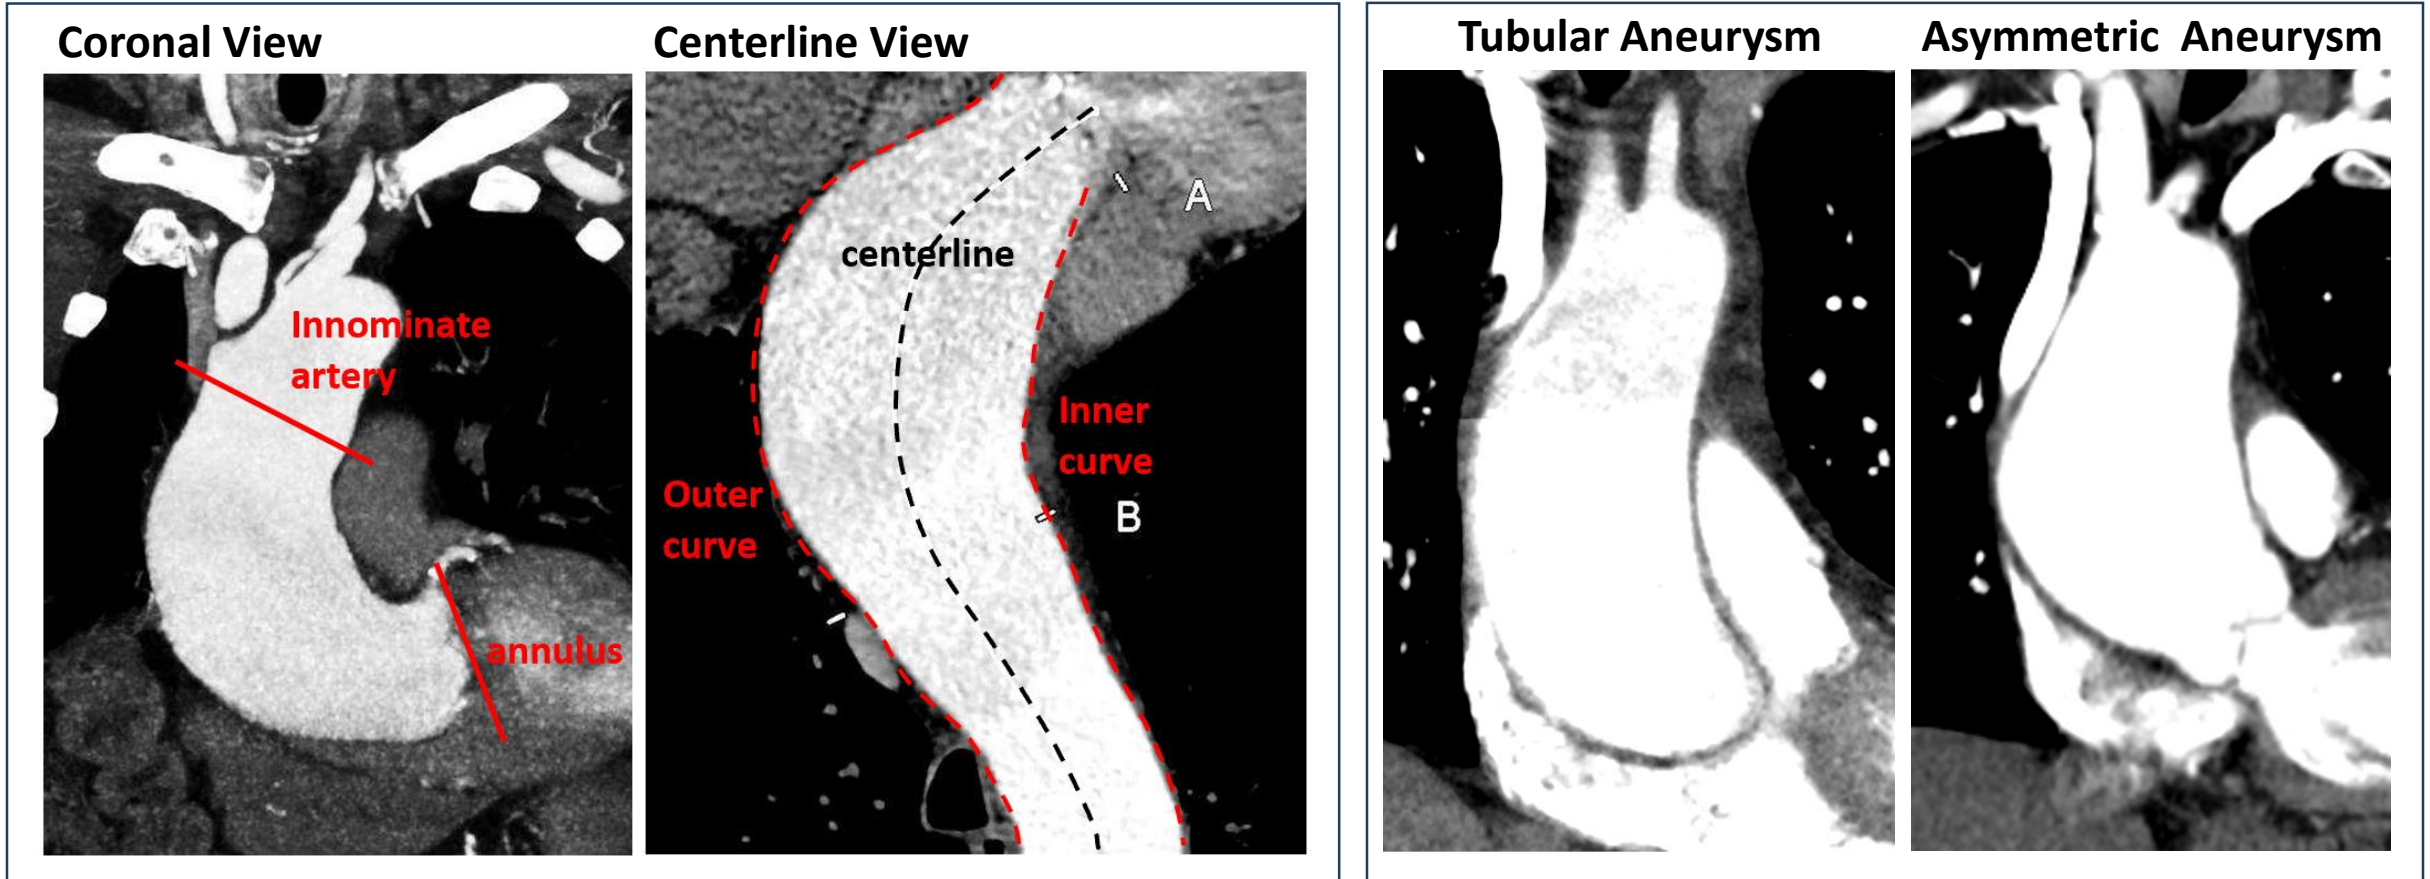 Coronal View
Centerline View
Tubular Aneurysm
Asymmetric  Aneurysm
Innominate
artery
annulus
A
centerline
Inner
curve
Outer
curve
B